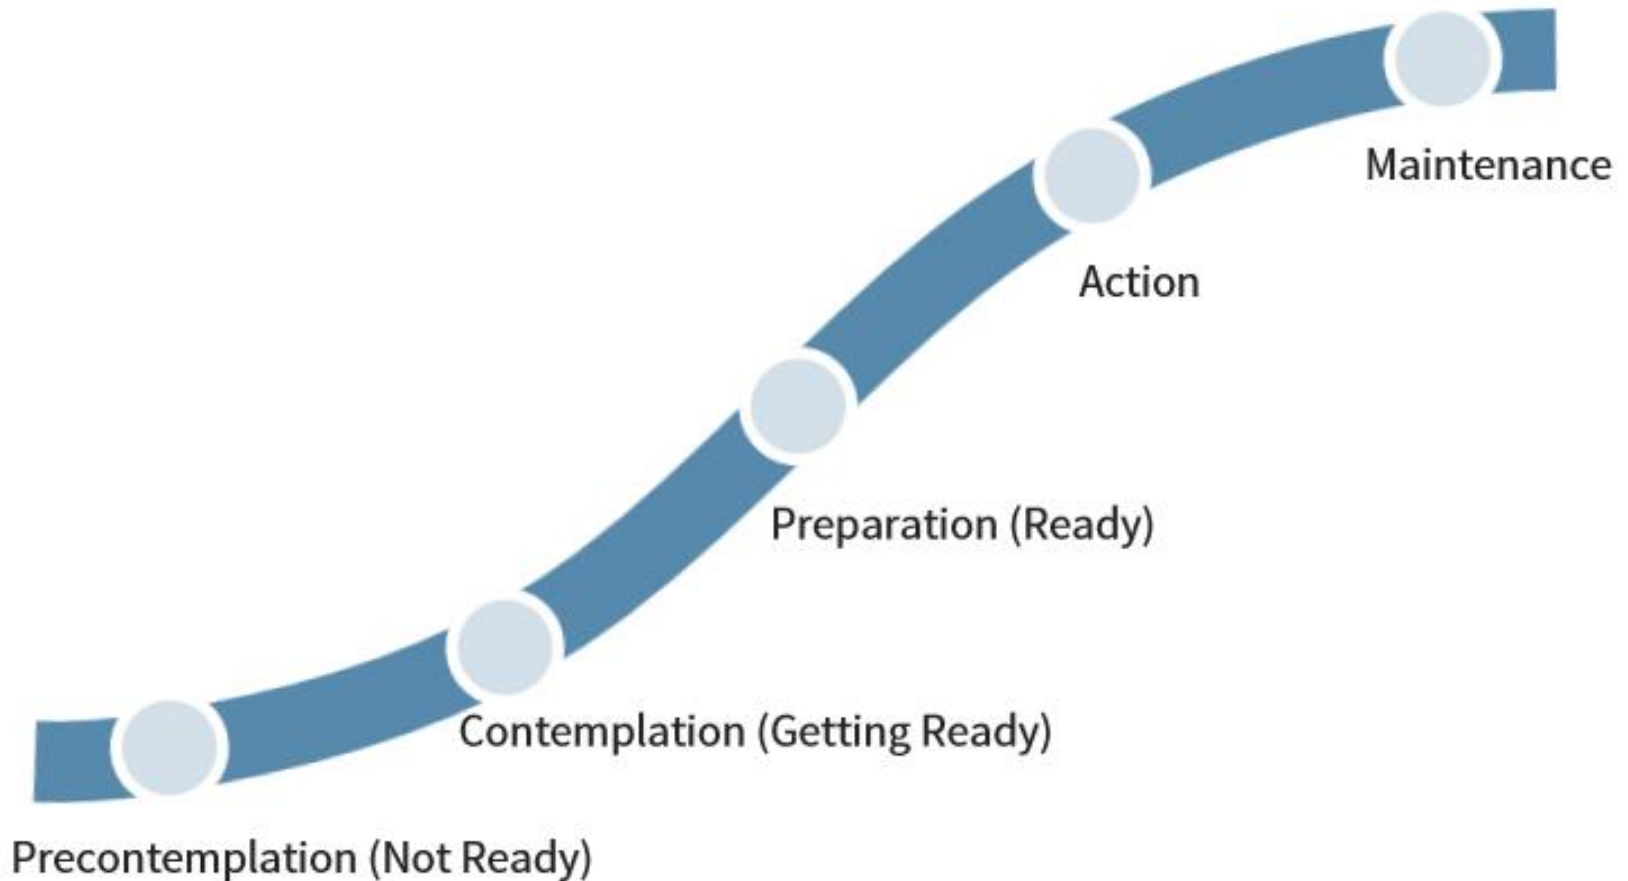 Maintenance
Action
Preparation (Ready)
Contemplation (Getting Ready)
Precontemplation (Not Ready)